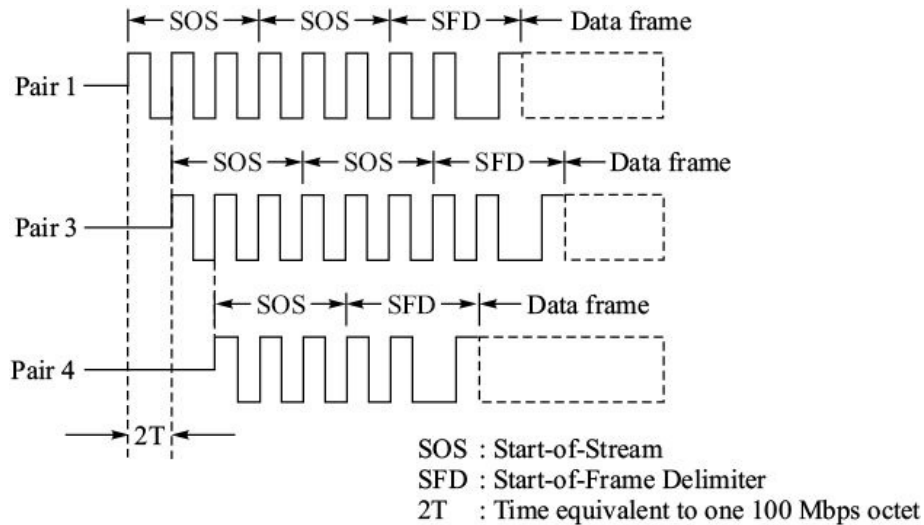 SOS SOS SFD Data frame
Pair 1
SOS SOS SFD Data frame
Pair 3
SOS SFD Data frame
Pair 4
2T
SOS : Start-of-Stream
SFD : Start-of-Frame Delimiter
2T : Time equivalent to one 100 Mbps octet